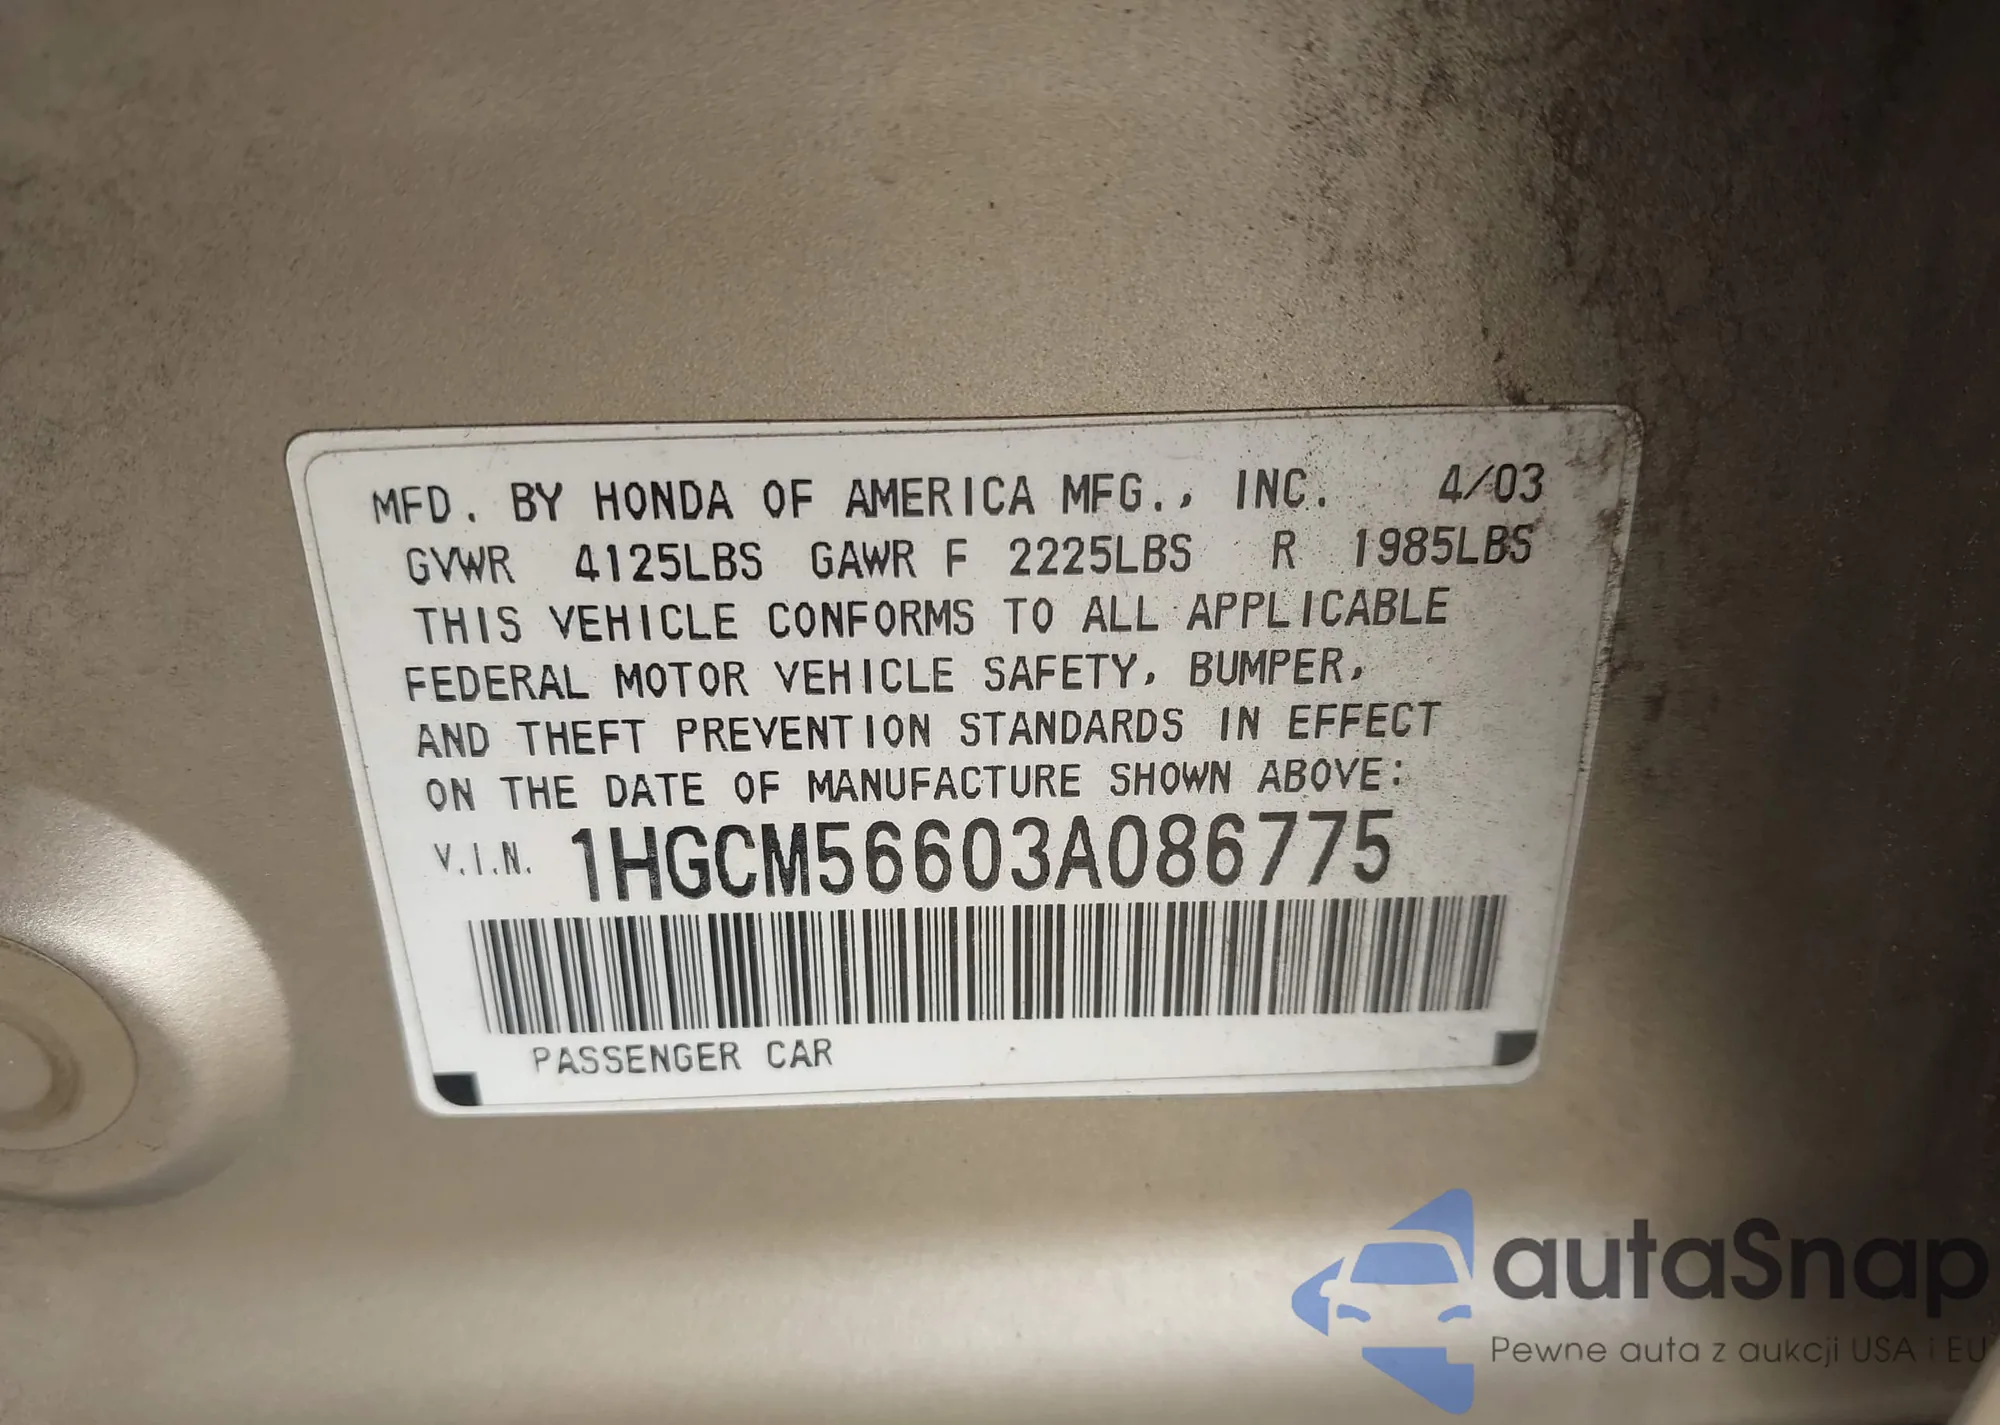 MFD. BY HONDA OF AMERICA MFG., INC. 4/03
GVWR 4125LBS GAWR F 2225LBS R 1985LBS
THIS VEHICLE CONFORMS TO ALL APPLICABLE
FEDERAL MOTOR VEHICLE SAFETY, BUMPER,
AND THEFT PREVENTION STANDARDS IN EFFECT
ON THE DATE OF MANUFACTURE SHOWN ABOVE:
V.I.N. 1HGCM56603A086775
PASSENGER CAR
autaSnap
Pewne auta z aukcji USA i EU